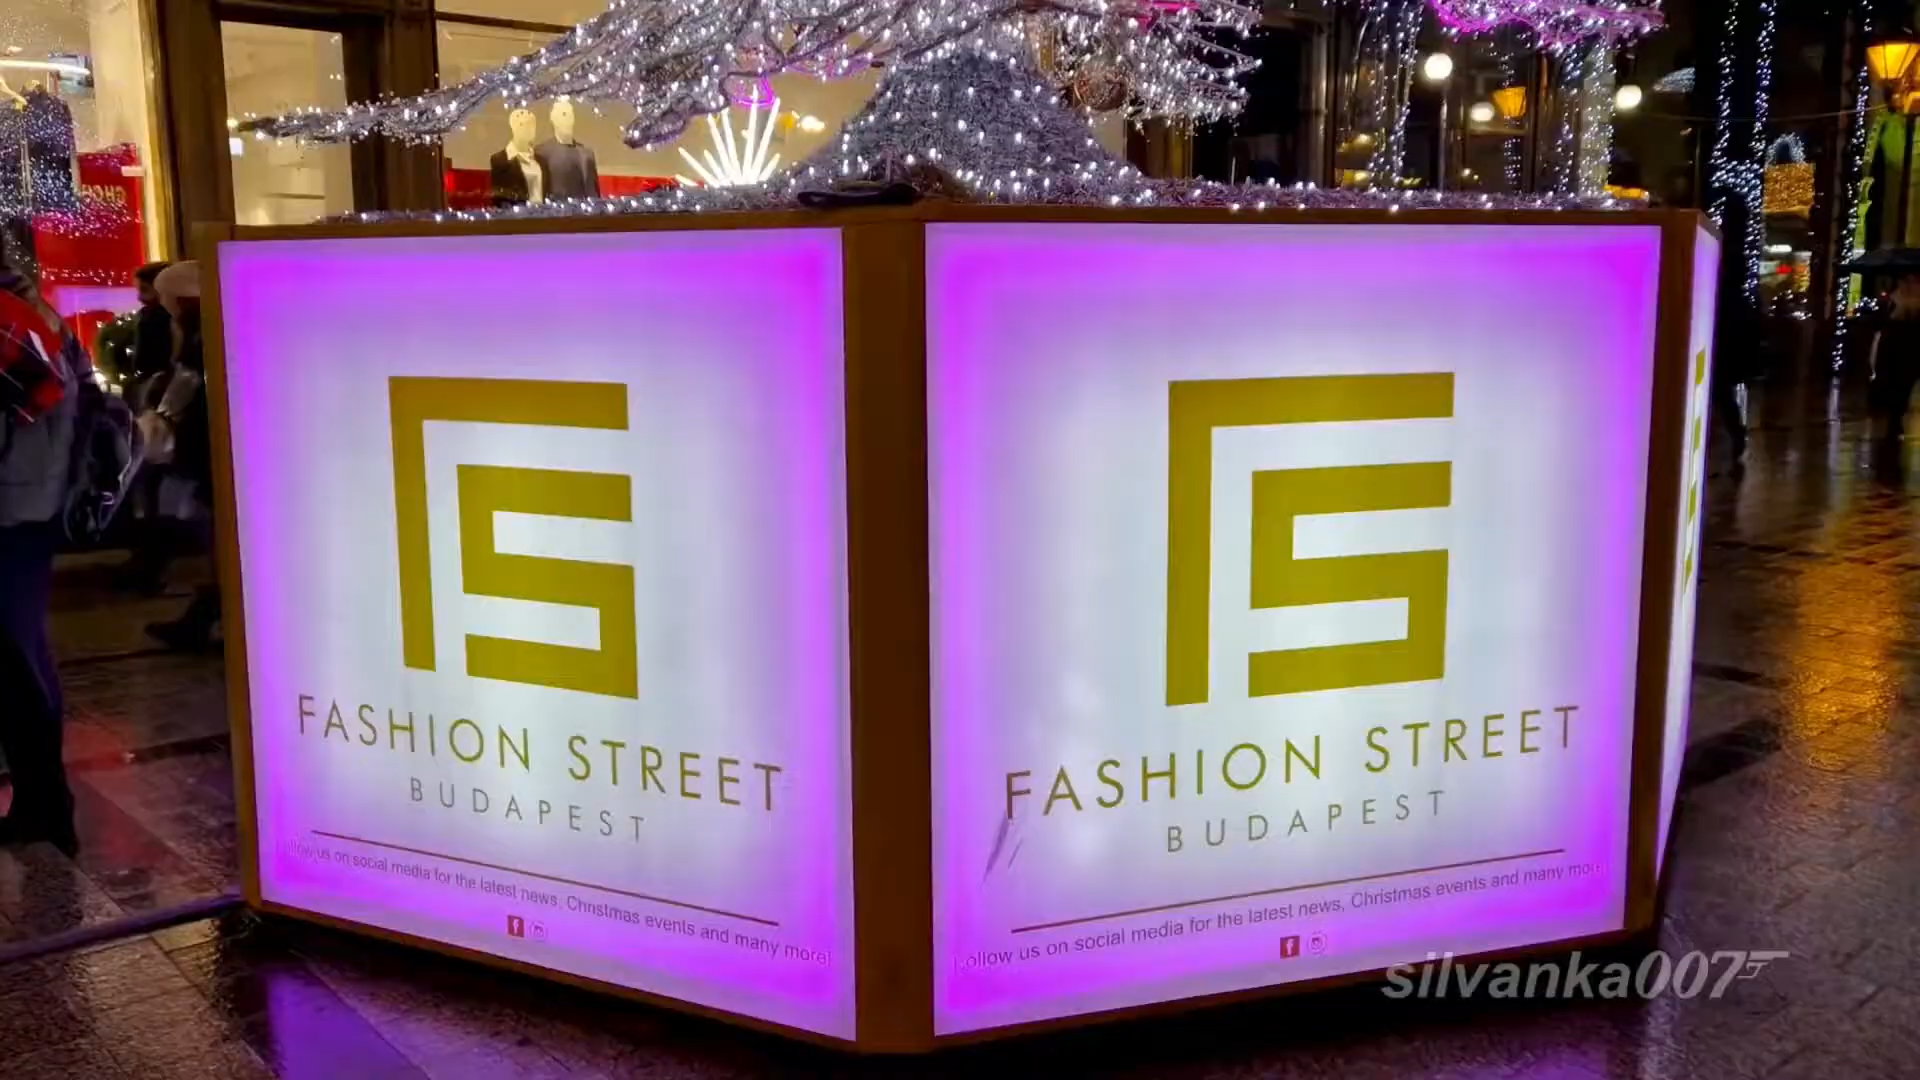 FS
FASHION STREET
BUDAPEST
Follow us on social media for the latest news, Christmas events and many more!
FS
FASHION STREET
BUDAPEST
Follow us on social media for the latest news, Christmas events and many more
silvanka007